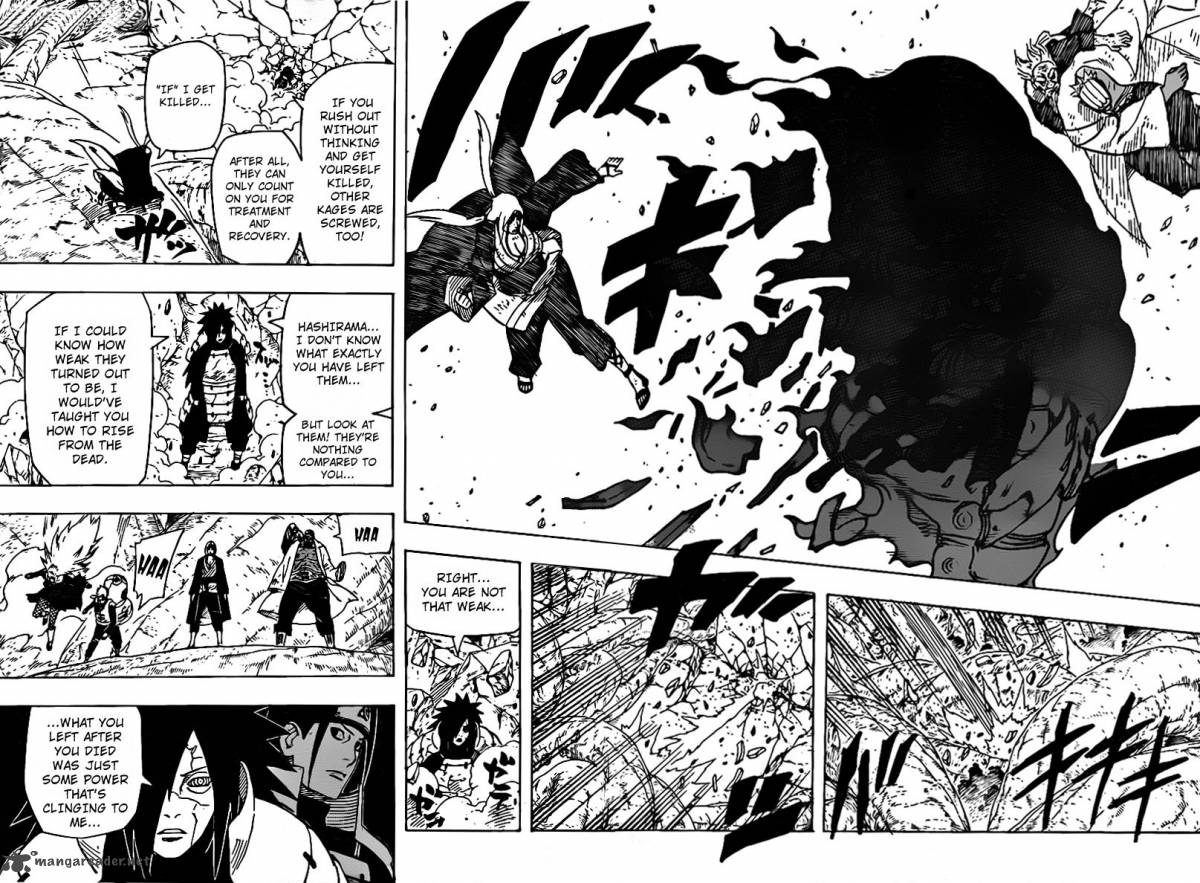 RIGHT...
YOU ARE
NOT THAT
WEAK...
IF YOU
RUSH OUT
WITHOUT
THINKING
AND GET
YOURSELF
KILLED,
OTHER
KAGES ARE
SCREWED,
TOO!
AFTER ALL,
THEY CAN
ONLY COUNT
ON YOU FOR
TREATMENT
AND
RECOVERY.
"IF" I GET
KILLED...
HASHIRAMA...
I DON'T KNOW
WHAT EXACTLY
YOU HAVE LEFT
THEM...
BUT LOOK AT
THEM! THEY'RE
NOTHING
COMPARED TO
YOU...
IF I COULD
KNOW HOW
WEAK THEY
TURNED OUT
TO BE, I
WOULD'VE
TAUGHT YOU
HOW TO RISE
FROM THE
DEAD.
WAA
WAA
...WHAT YOU
LEFT AFTER
YOU DIED
WAS JUST
SOME POWER
THAT'S
CLINGING TO
ME...
mangareader.net